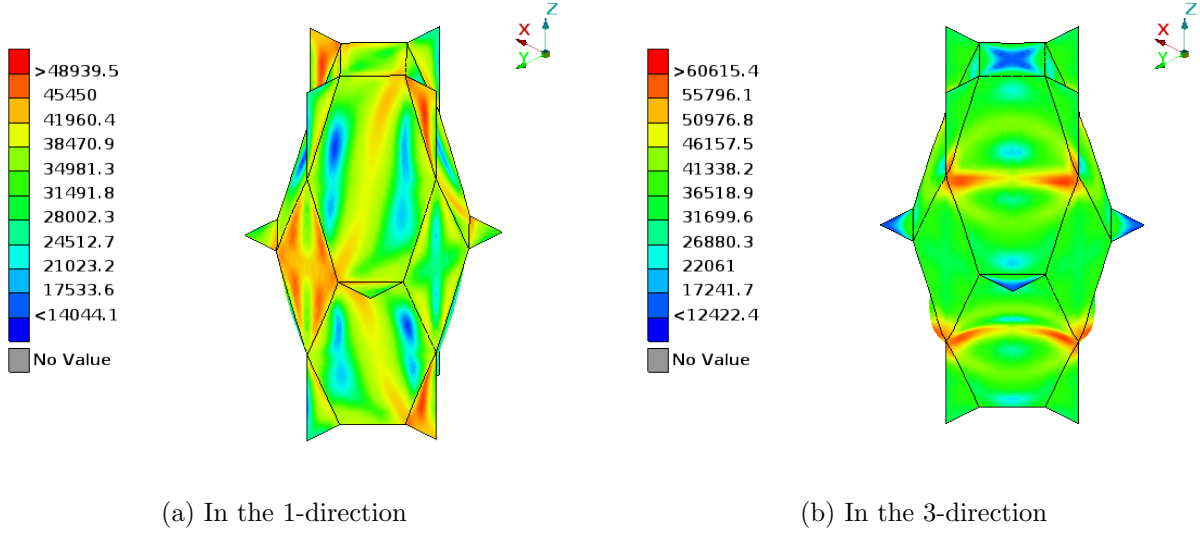 Z
X
Y
>48939.5
45450
41960.4
38470.9
34981.3
31491.8
28002.3
24512.7
21023.2
17533.6
<14044.1
No Value
(a) In the 1-direction
Z
X
Y
>60615.4
55796.1
50976.8
46157.5
41338.2
36518.9
31699.6
26880.3
22061
17241.7
<12422.4
No Value
(b) In the 3-direction